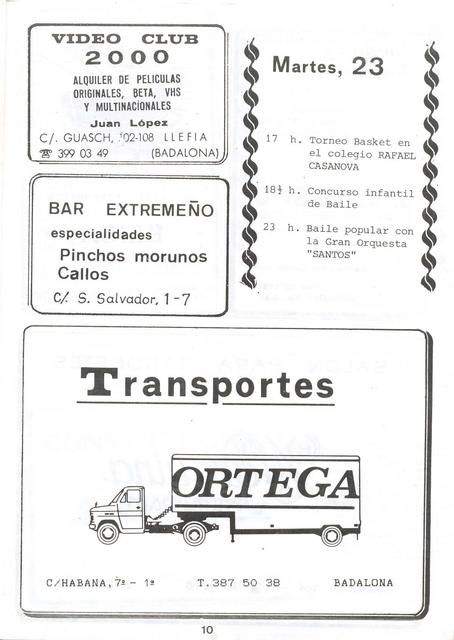 VIDEO CLUB
2000
ALQUILER DE PELICULAS
ORIGINALES, BETA, VHS
Y MULTINACIONALES
Juan López
C/. GUASCH, 102-108 LLEFIA
☎ 399 03 49 (BADALONA)
BAR EXTREMEÑO
especialidades
Pinchos morunos
Callos
C/. S. Salvador, 1-7
Martes, 23
17 h. Torneo Basket en
el colegio RAFAEL
CASANOVA
18½ h. Concurso infantil
de Baile
23 h. Baile popular con
la Gran Orquesta
"SANTOS"
Transportes
ORTEGA
C/HABANA, 7ª - 1ª T. 387 50 38 BADALONA
10